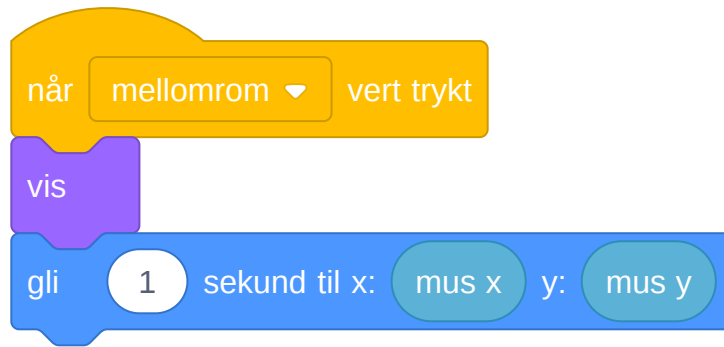 når mellomrom vert trykt
vis
gli 1 sekund til x: mus x y: mus y